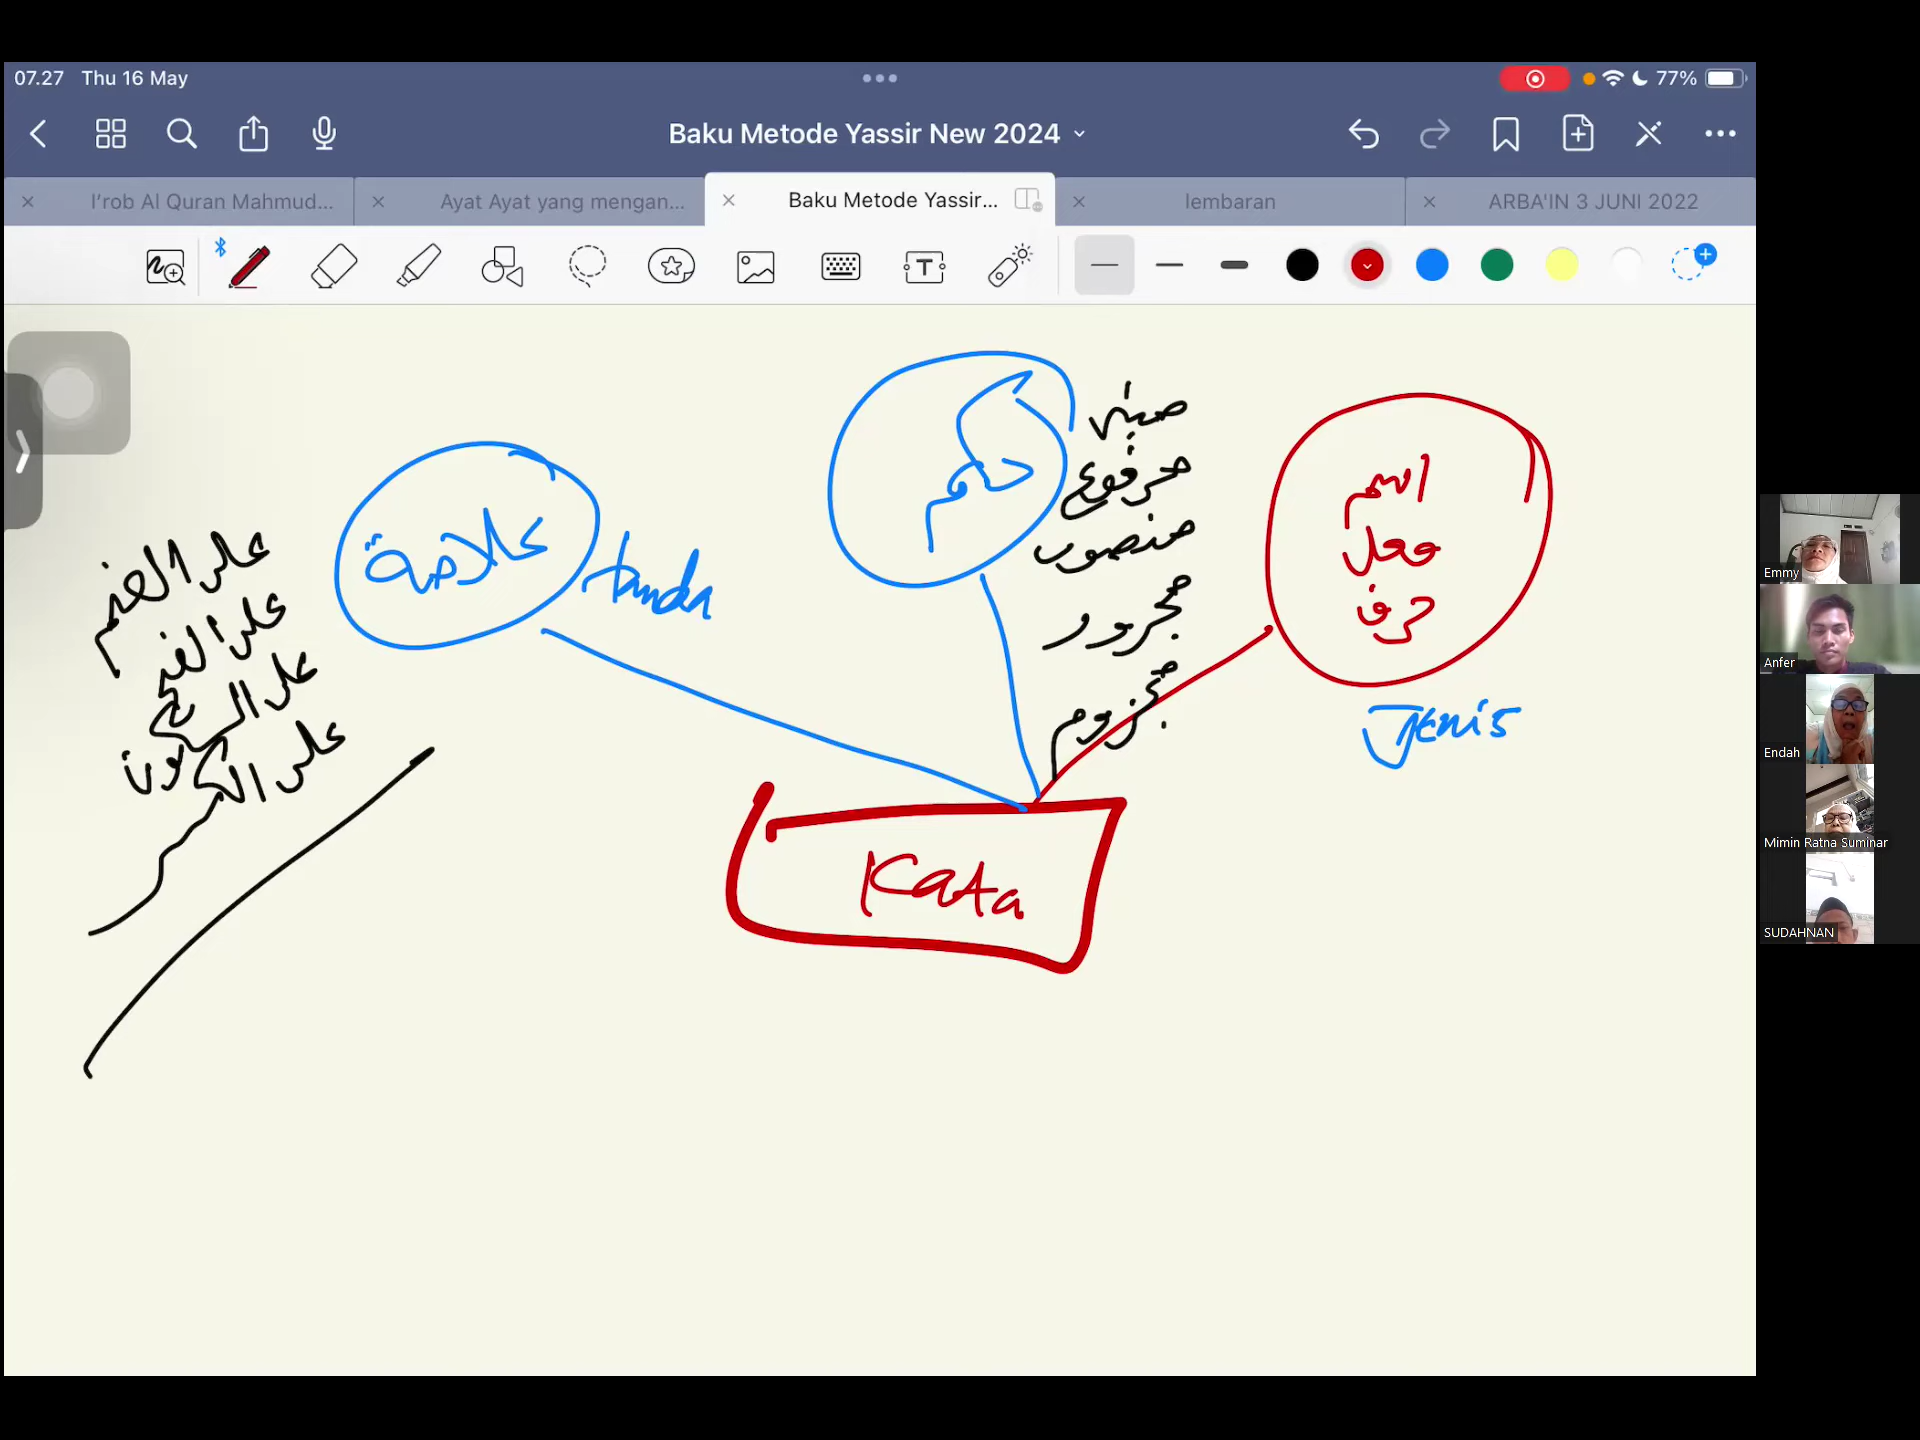 07.27 Thu 16 May
77%
Baku Metode Yassir New 2024
I'rob Al Quran Mahmud...
Ayat Ayat yang mengan...
Baku Metode Yassir...
lembaran
ARBA'IN 3 JUNI 2022
T
اسم
فعل
حرف
Jenis
حكم
مبني
مرفوع
منصوب
مجرور
مجزوم
علامة
tanda
على الضم
على الفتح
على الكسر
على السكون
Kata
Emmy
Anfer
Endah
Mimin Ratna Suminar
SUDAHNAN